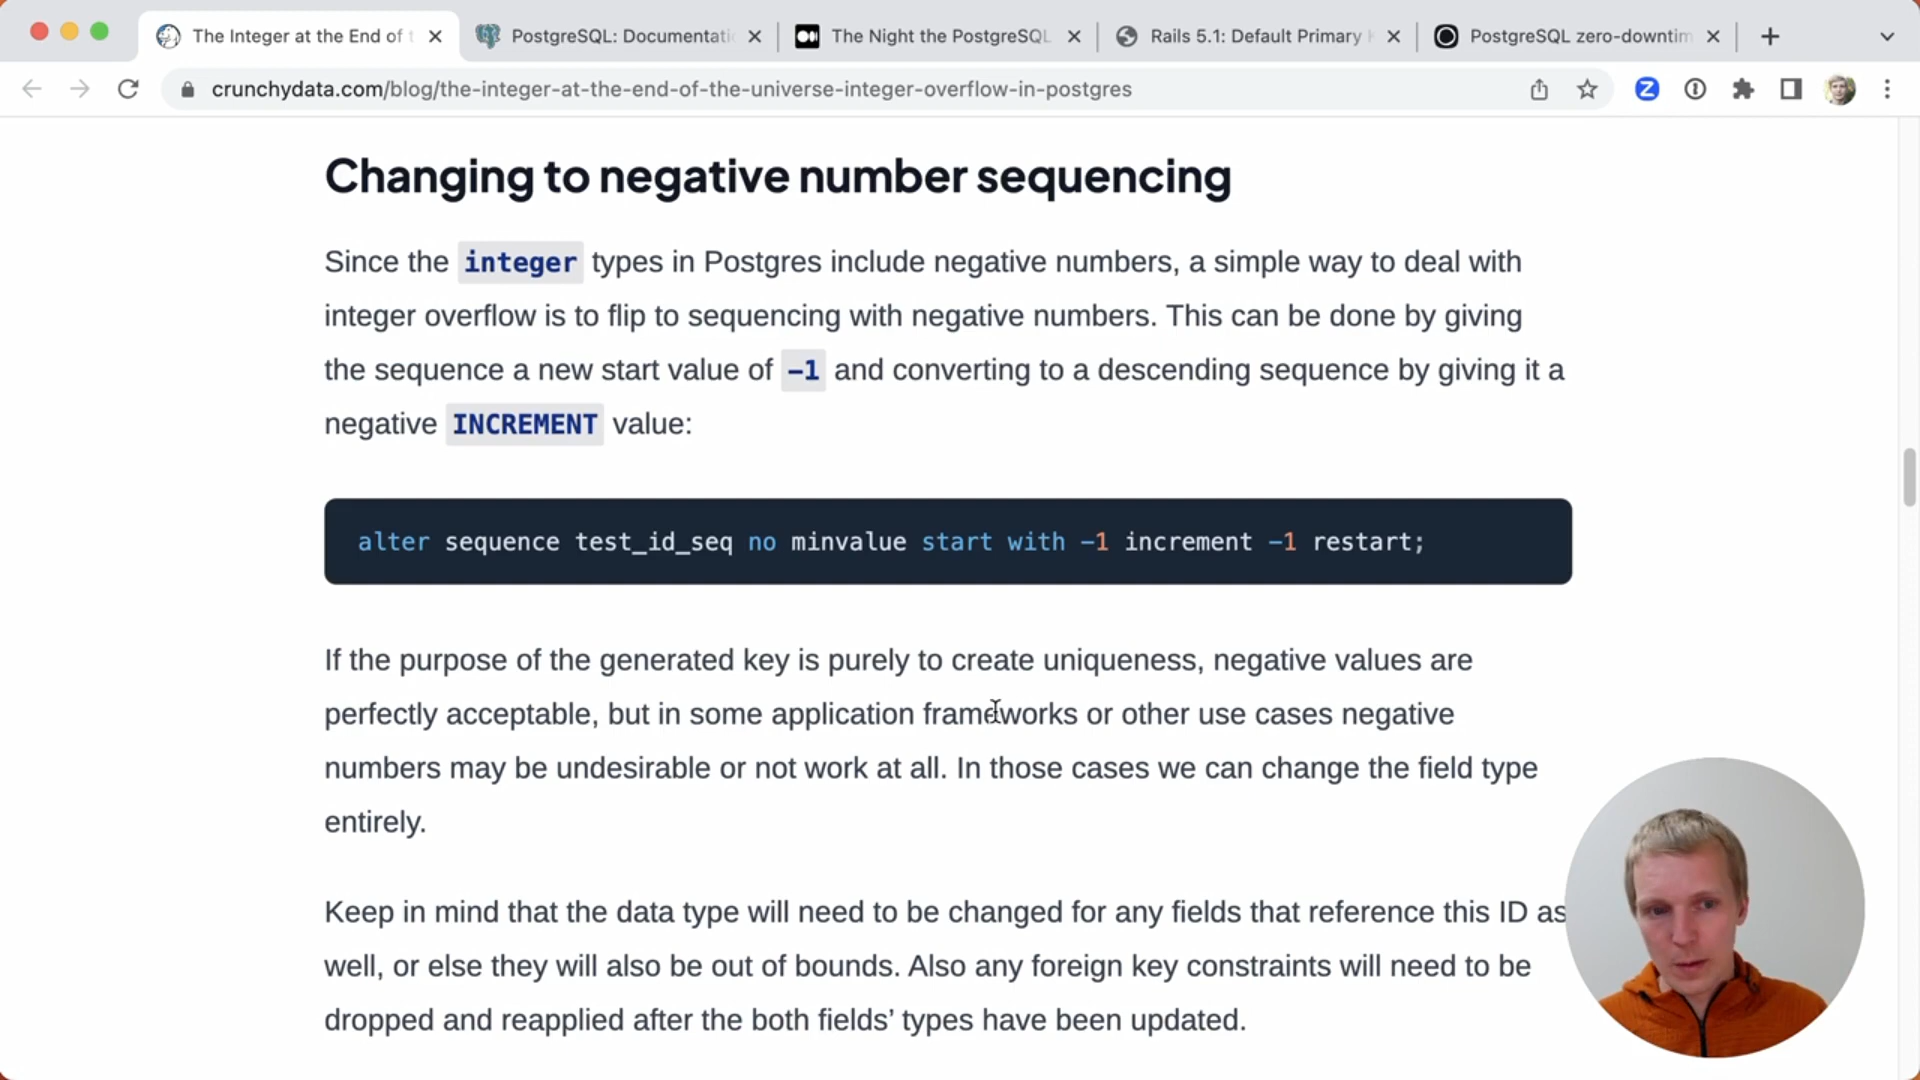 The Integer at the End of t
PostgreSQL: Documentati
The Night the PostgreSQL
Rails 5.1: Default Primary K
PostgreSQL zero-downtim
crunchydata.com/blog/the-integer-at-the-end-of-the-universe-integer-overflow-in-postgres
Changing to negative number sequencing
Since the integer types in Postgres include negative numbers, a simple way to deal with
integer overflow is to flip to sequencing with negative numbers. This can be done by giving
the sequence a new start value of -1 and converting to a descending sequence by giving it a
negative INCREMENT value:
alter sequence test_id_seq no minvalue start with -1 increment -1 restart;
If the purpose of the generated key is purely to create uniqueness, negative values are
perfectly acceptable, but in some application frameworks or other use cases negative
numbers may be undesirable or not work at all. In those cases we can change the field type
entirely.
Keep in mind that the data type will need to be changed for any fields that reference this ID as
well, or else they will also be out of bounds. Also any foreign key constraints will need to be
dropped and reapplied after the both fields’ types have been updated.